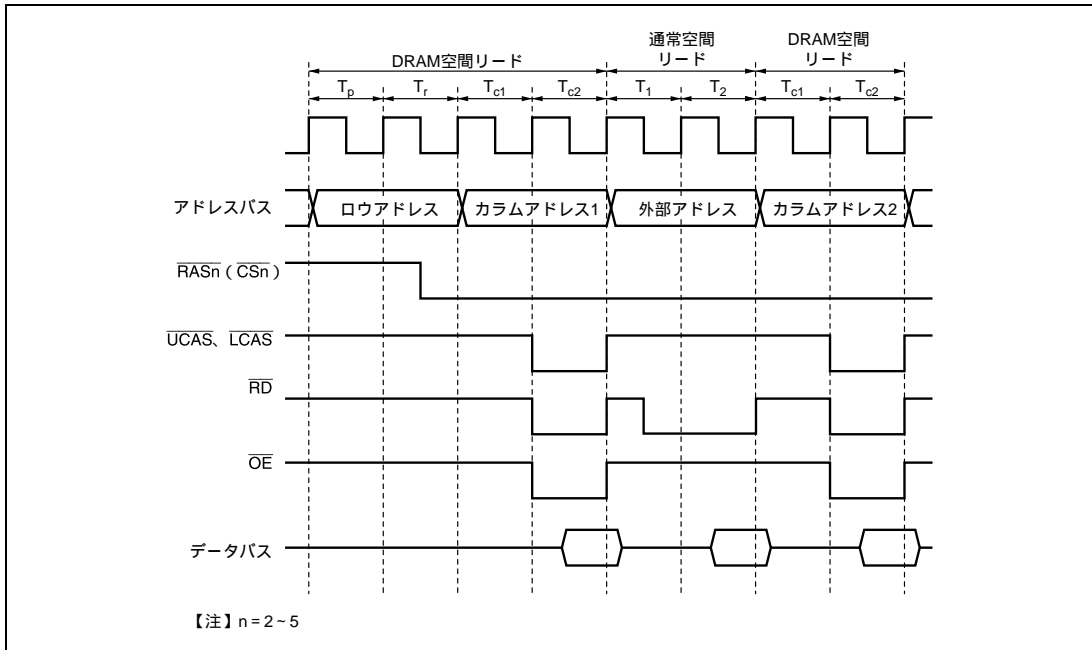 通常空間
リード
DRAM空間
リード
DRAM空間リード
Tp Tr Tc1 Tc2 T1 T2 Tc1 Tc2
アドレスバス
ロウアドレス カラムアドレス1 外部アドレス カラムアドレス2
RASn (CSn)
UCAS、LCAS
RD
OE
データバス
【注】n = 2 ~ 5